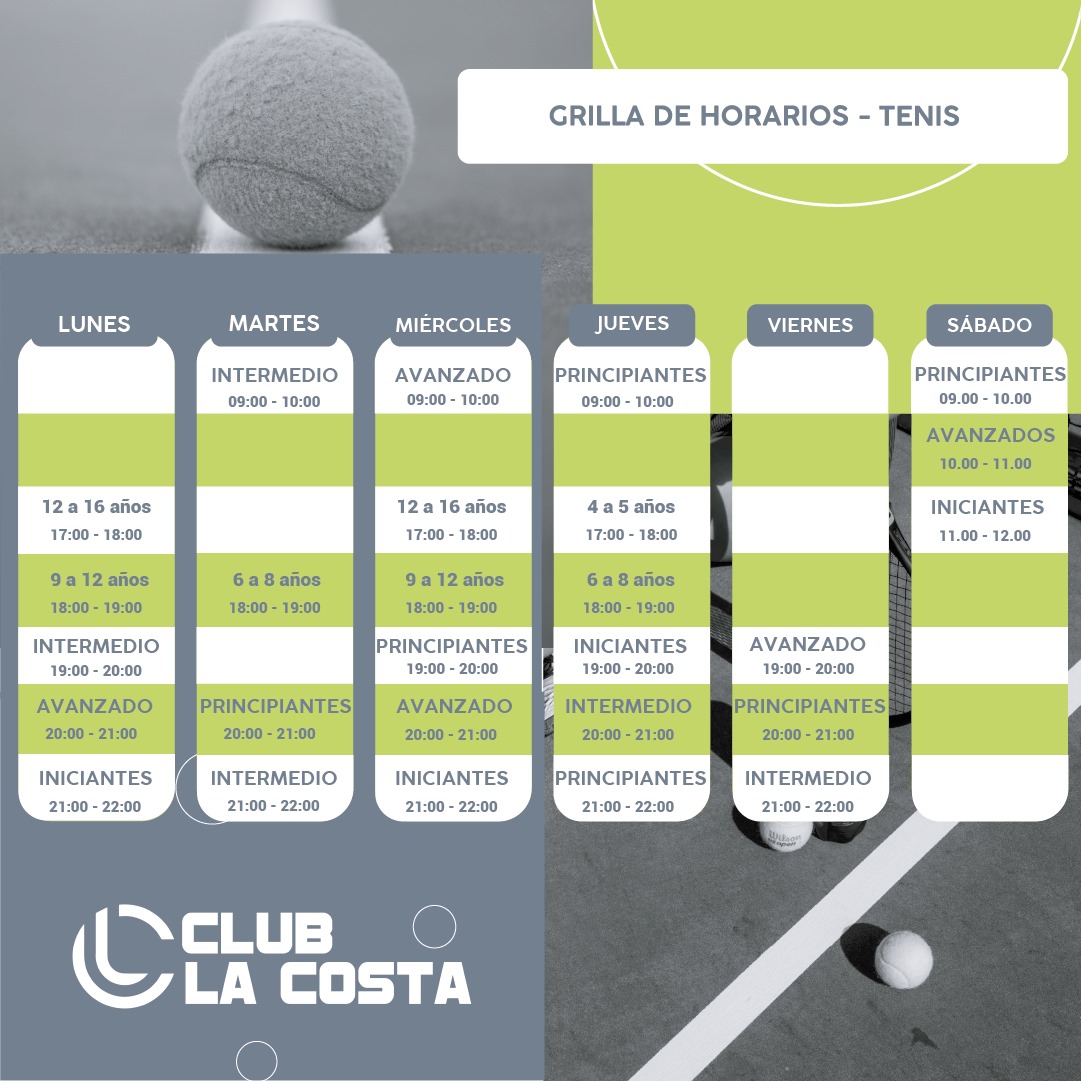 GRILLA DE HORARIOS - TENIS
LUNES
MARTES
MIÉRCOLES
JUEVES
VIERNES
SÁBADO
INTERMEDIO
AVANZADO
PRINCIPIANTES
PRINCIPIANTES
09:00 - 10:00
09:00 - 10:00
09:00 - 10:00
09.00 - 10.00
AVANZADOS
10.00 - 11.00
12 a 16 años
12 a 16 años
4 a 5 años
INICIANTES
17:00 - 18:00
17:00 - 18:00
17:00 - 18:00
11.00 - 12.00
9 a 12 años
6 a 8 años
9 a 12 años
6 a 8 años
18:00 - 19:00
18:00 - 19:00
18:00 - 19:00
18:00 - 19:00
INTERMEDIO
PRINCIPIANTES
INICIANTES
AVANZADO
19:00 - 20:00
19:00 - 20:00
19:00 - 20:00
19:00 - 20:00
AVANZADO
PRINCIPIANTES
AVANZADO
INTERMEDIO
PRINCIPIANTES
20:00 - 21:00
20:00 - 21:00
20:00 - 21:00
20:00 - 21:00
20:00 - 21:00
INICIANTES
INTERMEDIO
INICIANTES
PRINCIPIANTES
INTERMEDIO
21:00 - 22:00
21:00 - 22:00
21:00 - 22:00
21:00 - 22:00
21:00 - 22:00
Wilson
US open
CLUB
LA COSTA